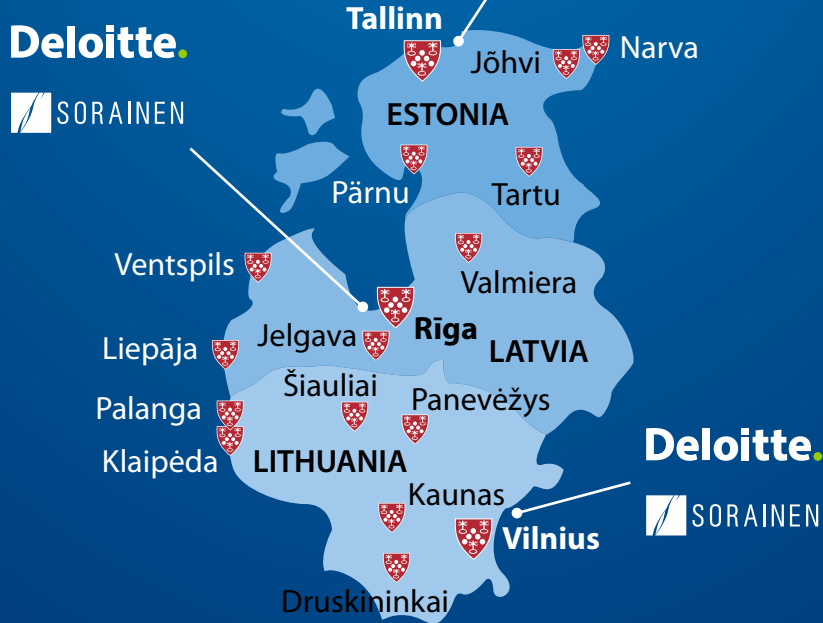 Tallinn
Deloitte.
Jõhvi
Narva
SORAINEN
ESTONIA
Pärnu
Tartu
Ventspils
Valmiera
Rīga
Jelgava
LATVIA
Liepāja
Šiauliai
Panevėžys
Palanga
Klaipėda
LITHUANIA
Deloitte.
Kaunas
SORAINEN
Vilnius
Druskininkai